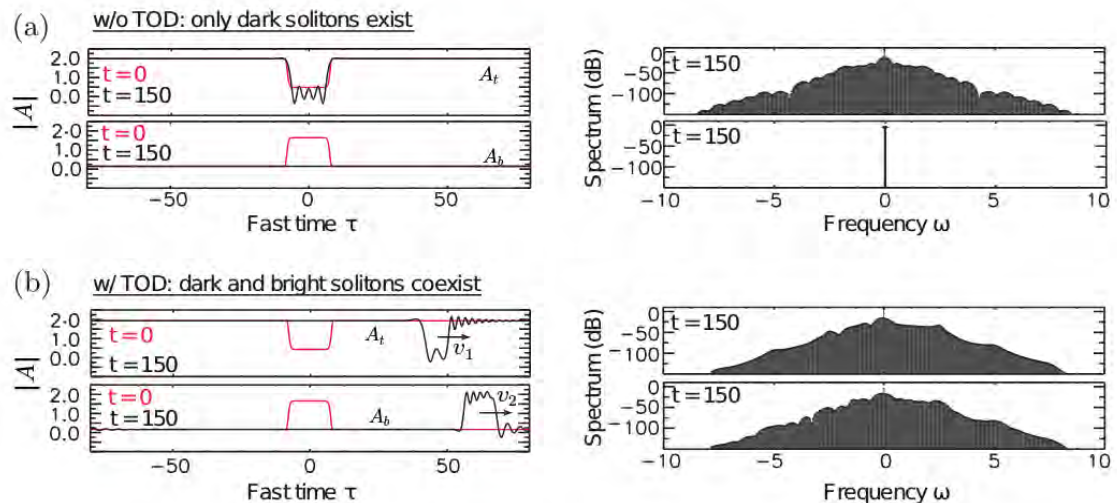 (a) w/o TOD: only dark solitons exist
2.0
1.0
0.0
t = 0
t = 150
A_t
|A|
2.0
1.0
0.0
t = 0
t = 150
A_b
−50 0 50
Fast time τ
0
−50
−100
t = 150
Spectrum (dB)
0
−50
−100
t = 150
−10 −5 0 5 10
Frequency ω
(b) w/ TOD: dark and bright solitons coexist
2.0
1.0
0.0
t = 0
t = 150
A_t
v_1
|A|
2.0
1.0
0.0
t = 0
t = 150
A_b
v_2
−50 0 50
Fast time τ
0
−50
−100
t = 150
Spectrum (dB)
0
−50
−100
t = 150
−10 −5 0 5 10
Frequency ω